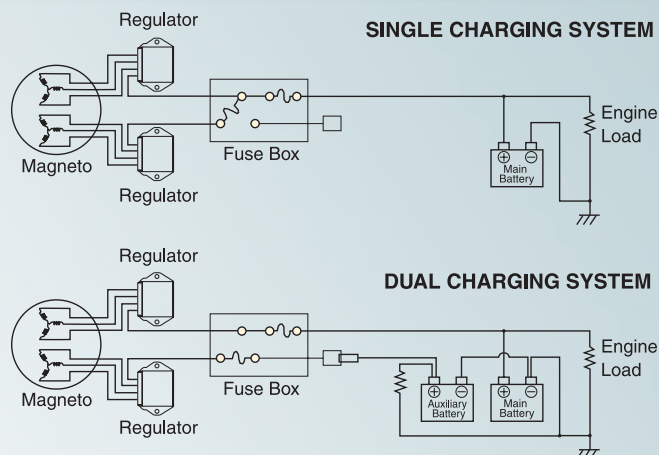 Regulator
SINGLE CHARGING SYSTEM
Magneto
Regulator
Fuse Box
Main
Battery
Engine
Load
Regulator
DUAL CHARGING SYSTEM
Magneto
Regulator
Fuse Box
Auxiliary
Battery
Main
Battery
Engine
Load